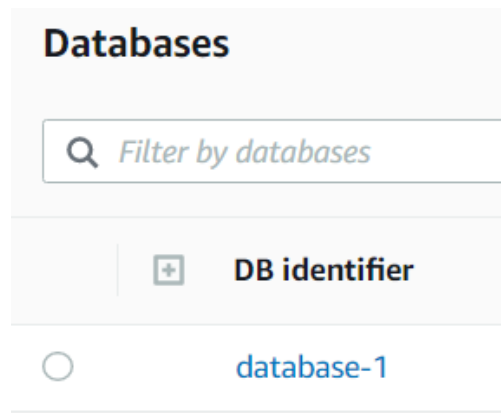 Databases
Filter by databases
DB identifier
database-1